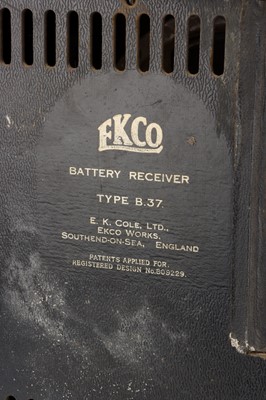 EKCO
BATTERY RECEIVER
TYPE B.37.
E. K. COLE, LTD.,
EKCO WORKS,
SOUTHEND-ON-SEA, ENGLAND
PATENTS APPLIED FOR
REGISTERED DESIGN NO.809229.